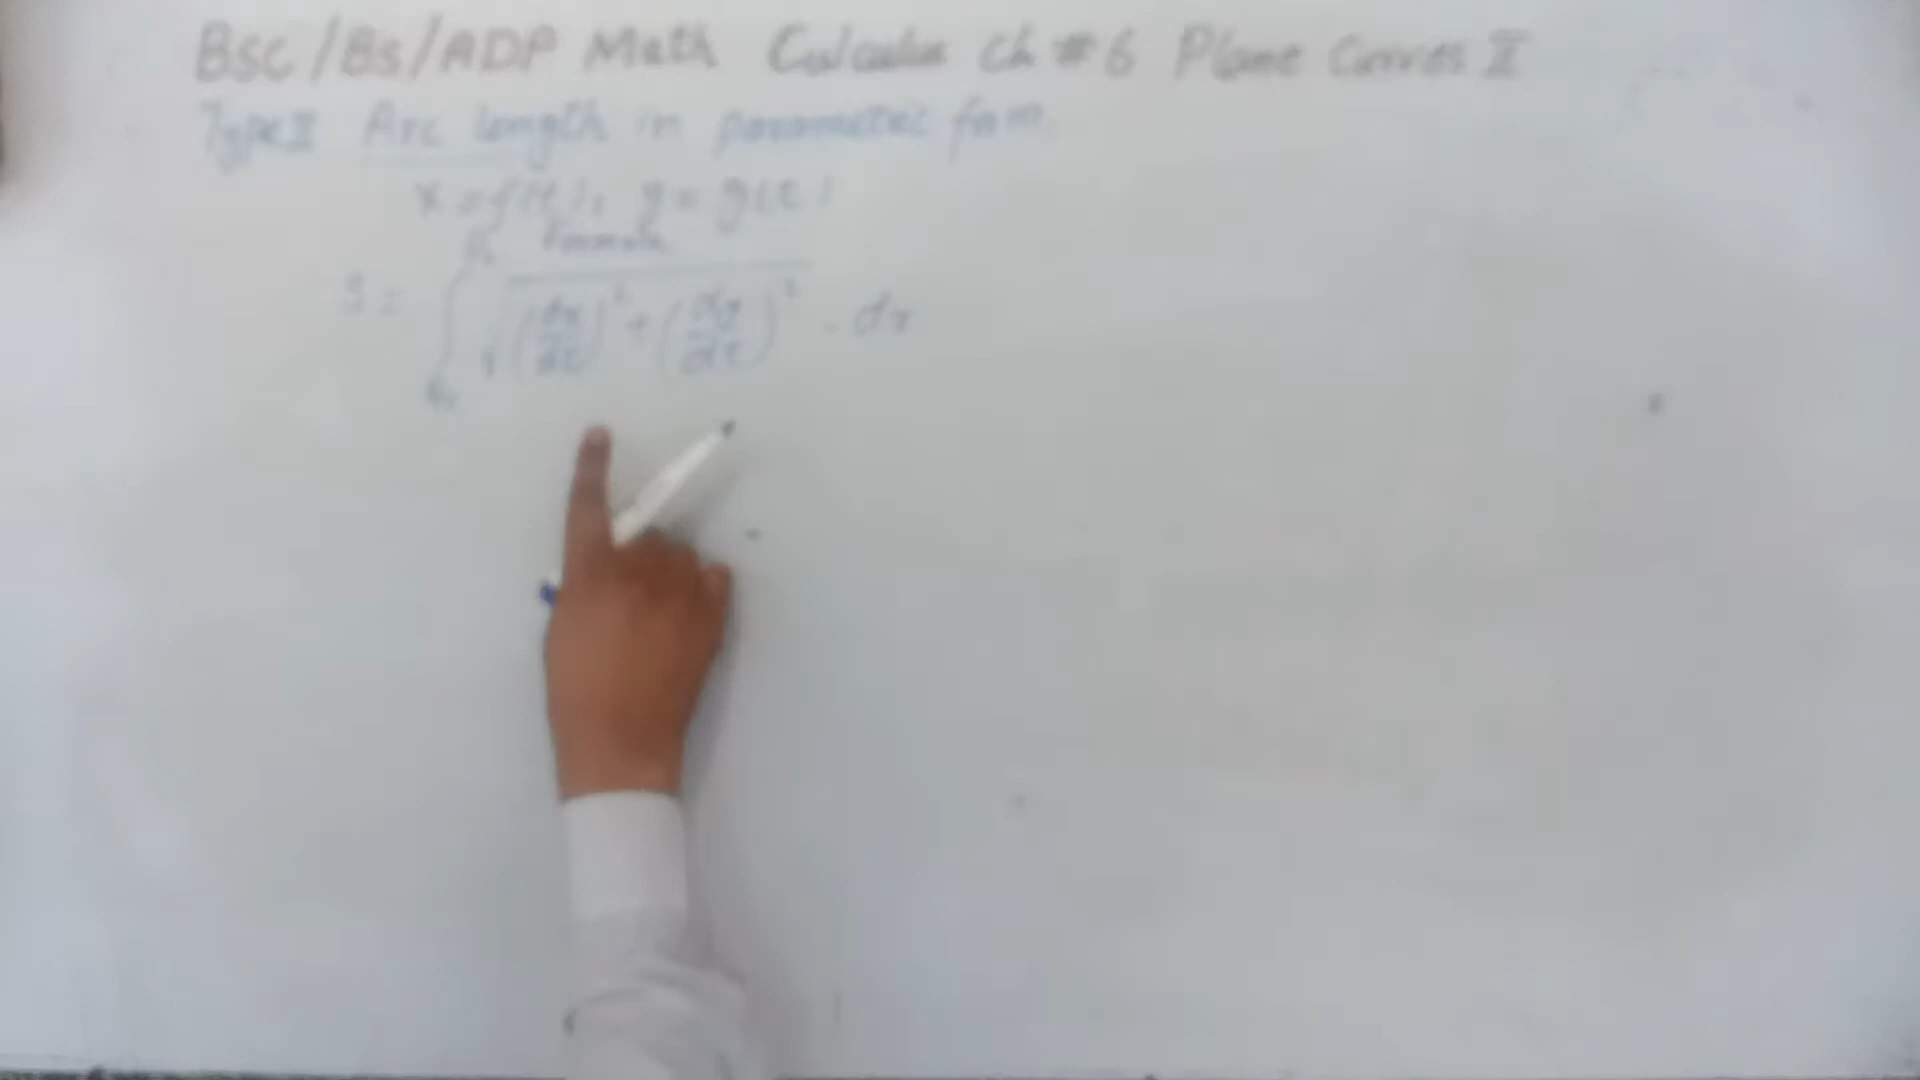 BSC/BS/ADP Math Calculus Ch #6 Plane Curves II
Type II Arc length in parametric form.
x = f(t), y = g(t)
Formula
S = ∫ √((dx/dt)² + (dy/dt)²) . dx